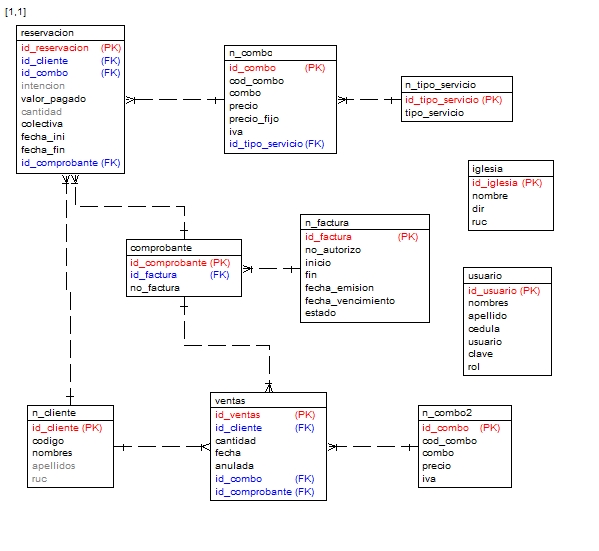 [1,1]
reservacion
id_reservacion (PK)
id_cliente (FK)
id_combo (FK)
intencion
valor_pagado
cantidad
colectiva
fecha_ini
fecha_fin
id_comprobante (FK)
n_combo
id_combo (PK)
cod_combo
combo
precio
precio_fijo
iva
id_tipo_servicio (FK)
n_tipo_servicio
id_tipo_servicio (PK)
tipo_servicio
iglesia
id_iglesia (PK)
nombre
dir
ruc
comprobante
id_comprobante (PK)
id_factura (FK)
no_factura
n_factura
id_factura (PK)
no_autorizo
inicio
fin
fecha_emision
fecha_vencimiento
estado
usuario
id_usuario (PK)
nombres
apellido
cedula
usuario
clave
rol
n_cliente
id_cliente (PK)
codigo
nombres
apellidos
ruc
ventas
id_ventas (PK)
id_cliente (FK)
cantidad
fecha
anulada
id_combo (FK)
id_comprobante (FK)
n_combo2
id_combo (PK)
cod_combo
combo
precio
iva